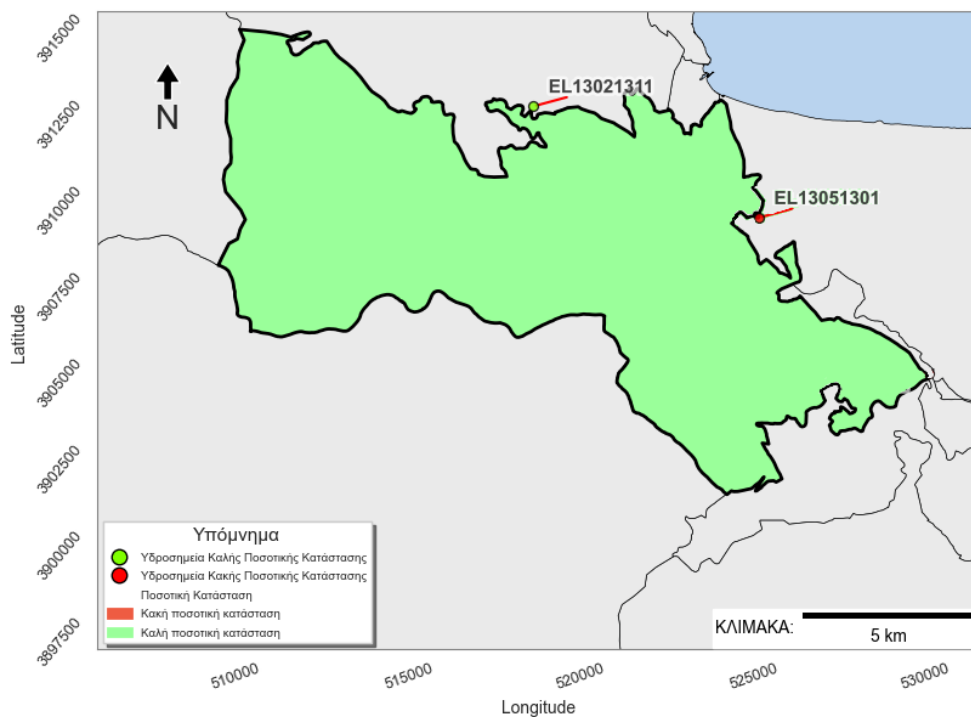 3915000
3912500
3910000
3907500
3905000
3902500
3900000
3897500
Latitude
N
EL13021311
EL13051301
Υπόμνημα
Υδροσημεία Καλής Ποσοτικής Κατάστασης
Υδροσημεία Κακής Ποσοτικής Κατάστασης
Ποσοτική Κατάσταση
Κακή ποσοτική κατάσταση
Καλή ποσοτική κατάσταση
ΚΛΙΜΑΚΑ:
5 km
510000
515000
520000
525000
530000
Longitude